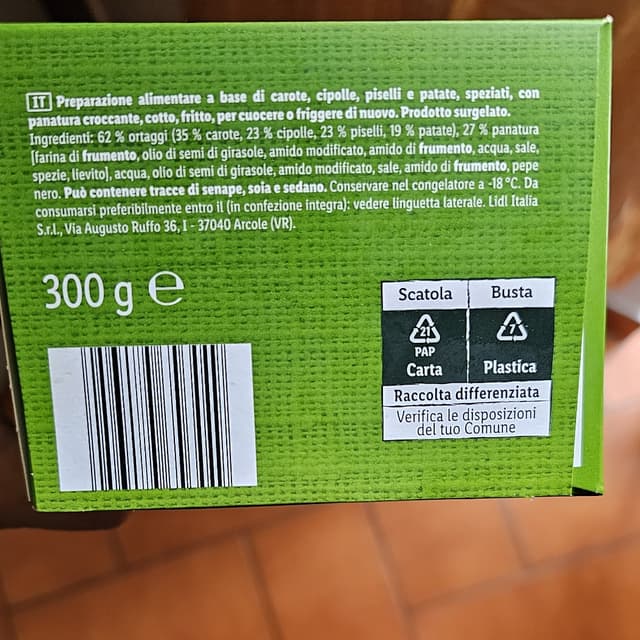 IT Preparazione alimentare a base di carote, cipolle, piselli e patate, speziati, con
panatura croccante, cotto, fritto, per cuocere o friggere di nuovo. Prodotto surgelato.
Ingredienti: 62 % ortaggi (35 % carote, 23 % cipolle, 23 % piselli, 19 % patate), 27 % panatura
[farina di frumento, olio di semi di girasole, amido modificato, amido di frumento, acqua, sale,
spezie, lievito], acqua, olio di semi di girasole, amido modificato, sale, amido di frumento, pepe
nero. Può contenere tracce di senape, soia e sedano. Conservare nel congelatore a -18 °C. Da
consumarsi preferibilmente entro il (in confezione integra): vedere linguetta laterale. Lidl Italia
S.r.l., Via Augusto Ruffo 36, I - 37040 Arcole (VR).
300 g e
Scatola Busta
21 7
PAP
Carta Plastica
Raccolta differenziata
Verifica le disposizioni
del tuo Comune